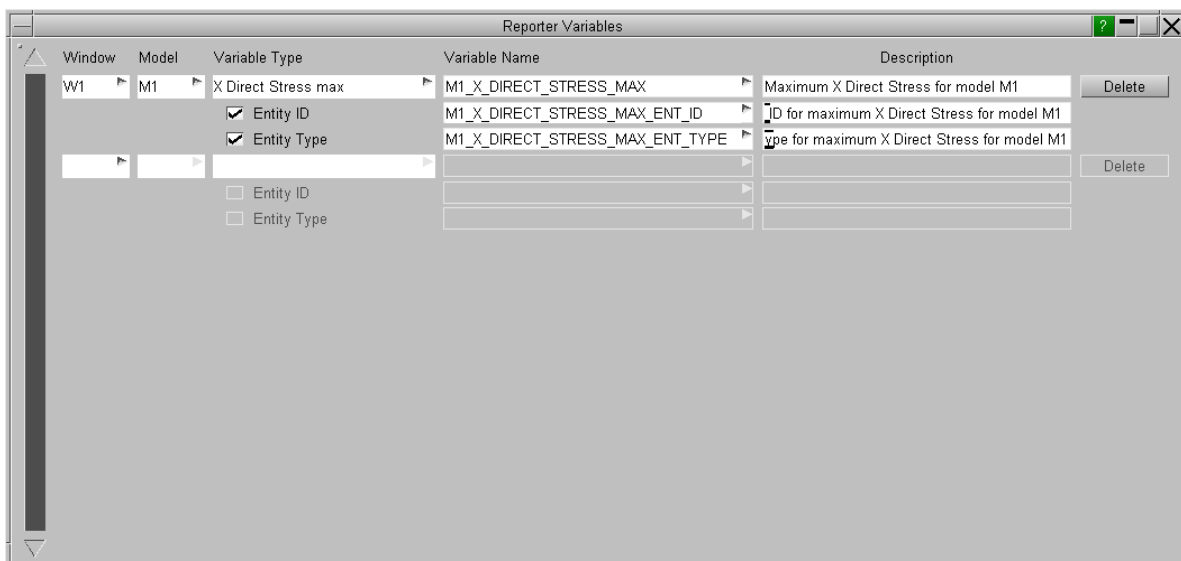 Reporter Variables ?
Window Model Variable Type Variable Name Description
W1 M1 X Direct Stress max M1_X_DIRECT_STRESS_MAX Maximum X Direct Stress for model M1 Delete
Entity ID M1_X_DIRECT_STRESS_MAX_ENT_ID ID for maximum X Direct Stress for model M1
Entity Type M1_X_DIRECT_STRESS_MAX_ENT_TYPE ype for maximum X Direct Stress for model M1
Delete
Entity ID
Entity Type